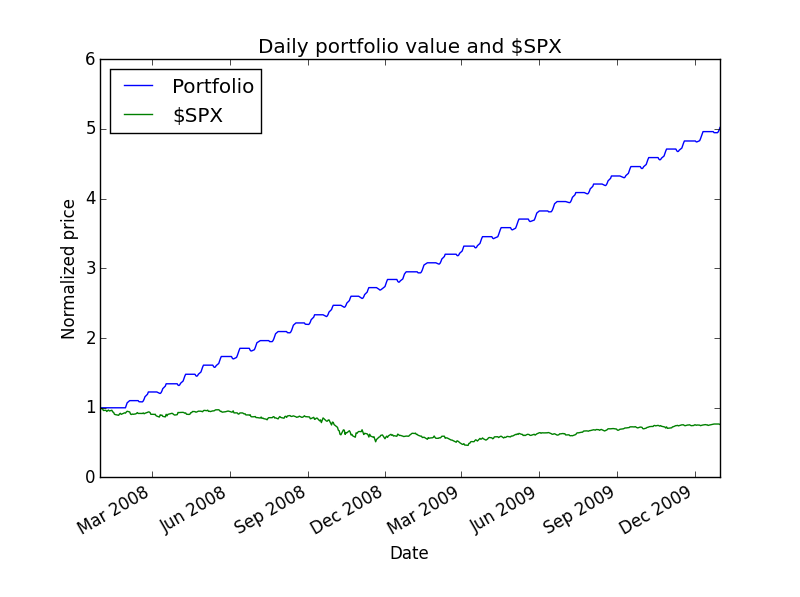 Daily portfolio value and $SPX
Portfolio
$SPX
Normalized price
6
5
4
3
2
1
0
Mar 2008
Jun 2008
Sep 2008
Dec 2008
Mar 2009
Jun 2009
Sep 2009
Dec 2009
Date